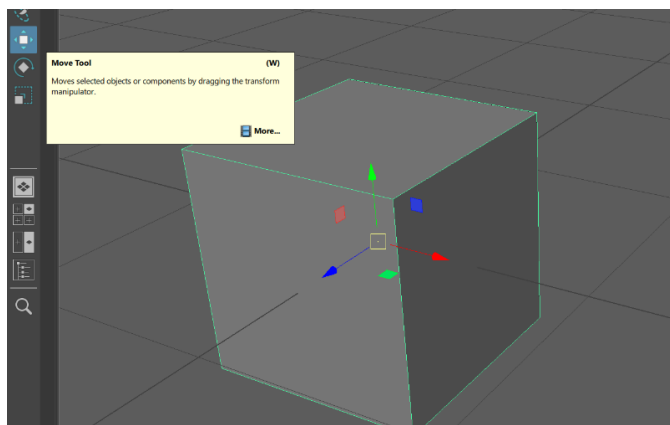 Move Tool (W)
Moves selected objects or components by dragging the transform
manipulator.
More...